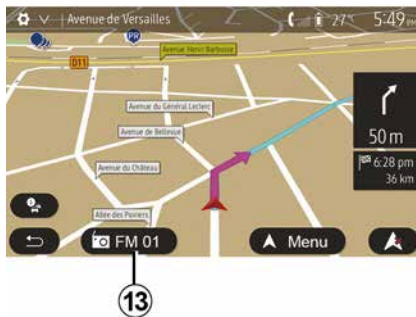 Avenue de Versailles
27°
5:49 PM
PR
Avenue Henri Barbusse
D11
Avenue du Général Leclerc
Avenue de Bellevue
50 m
Avenue du Château
6:28 pm
36 km
Allée des Poiriers
FM 01
Menu
13